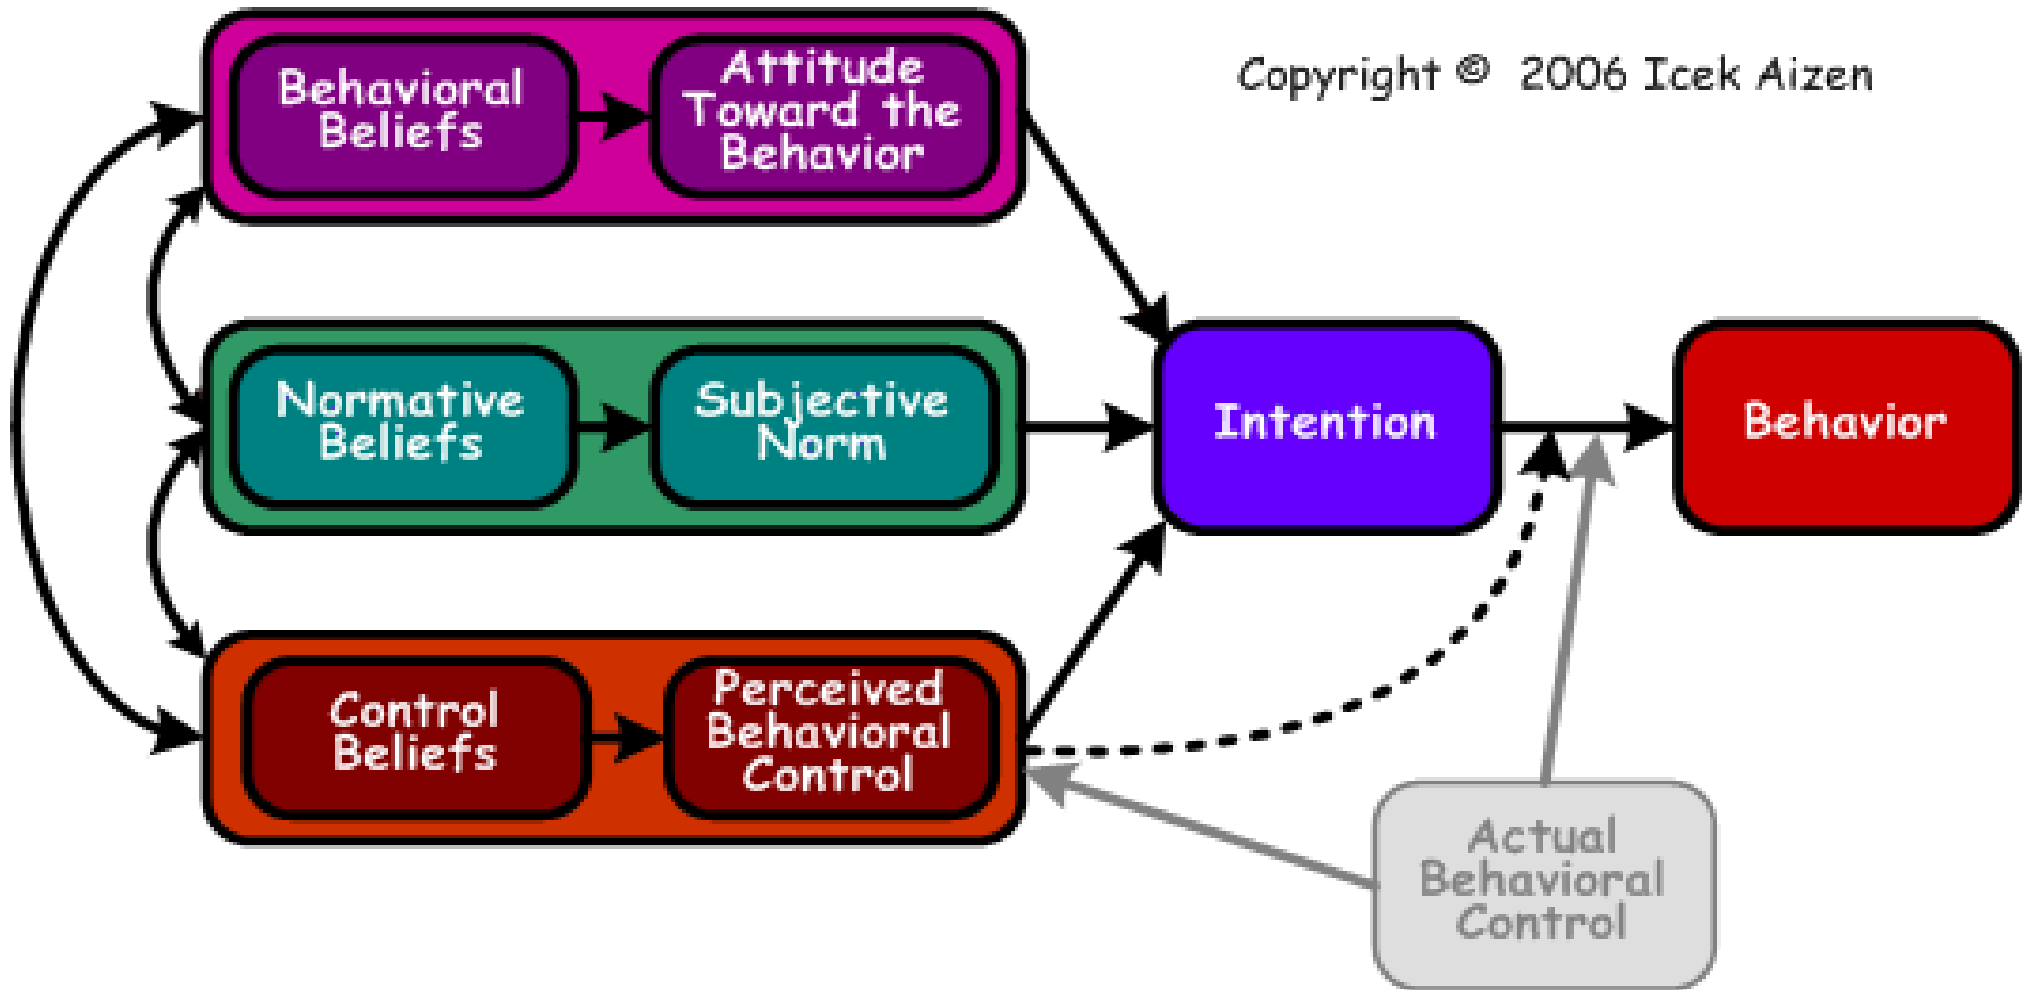 Behavioral
Beliefs
Attitude
Toward the
Behavior
Copyright © 2006 Icek Aizen
Normative
Beliefs
Subjective
Norm
Intention
Behavior
Control
Beliefs
Perceived
Behavioral
Control
Actual
Behavioral
Control